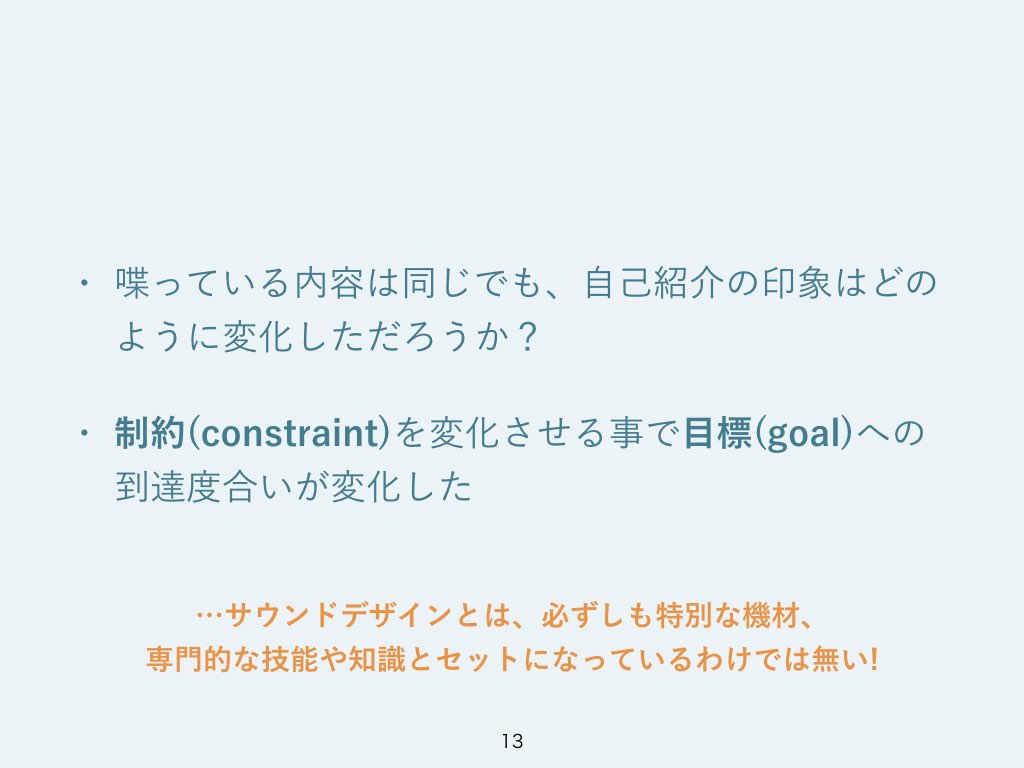 ・喋っている内容は同じでも、自己紹介の印象はどの
ように変化しただろうか？
・制約(constraint)を変化させる事で目標(goal)への
到達度合いが変化した
…サウンドデザインとは、必ずしも特別な機材、
専門的な技能や知識とセットになっているわけでは無い!
13